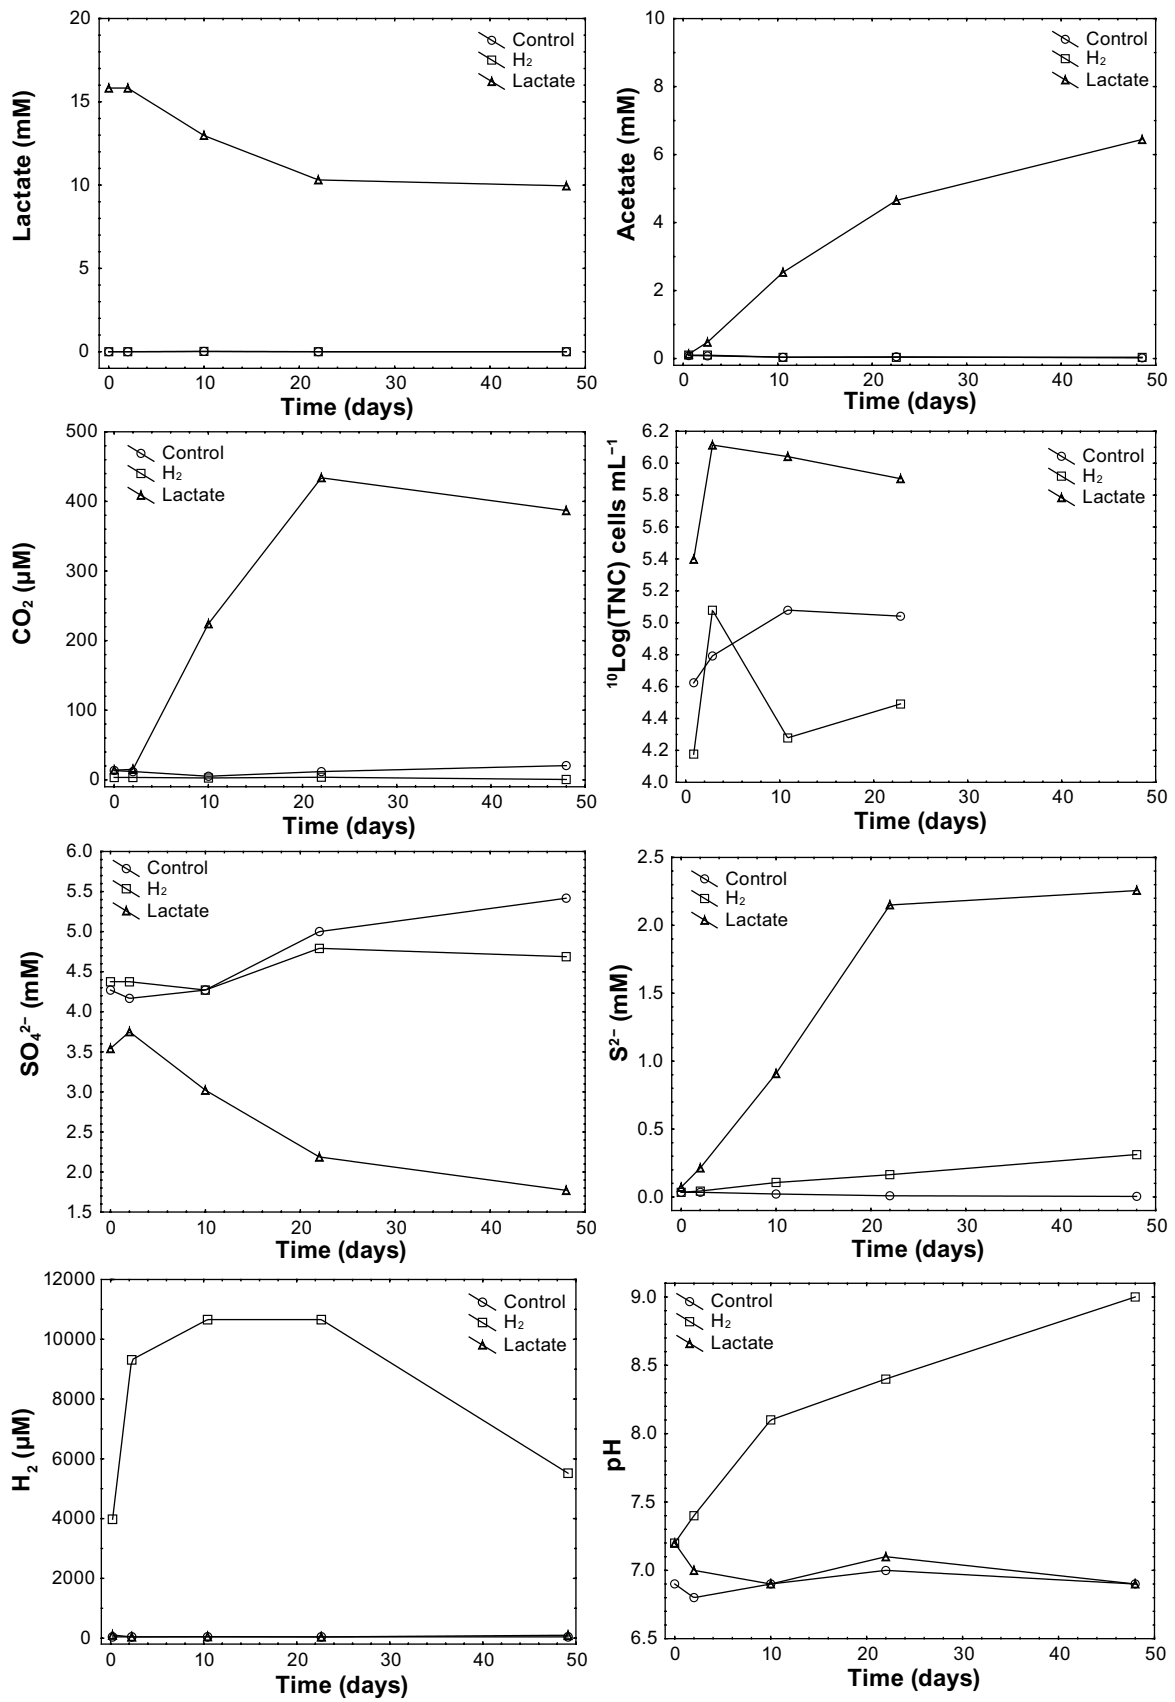 20
15
10
5
0
Lactate (mM)
Control
H₂
Lactate
0 10 20 30 40 50
Time (days)
10
8
6
4
2
0
Acetate (mM)
Control
H₂
Lactate
0 10 20 30 40 50
Time (days)
500
400
300
200
100
0
CO₂ (µM)
Control
H₂
Lactate
0 10 20 30 40 50
Time (days)
6.2
6.0
5.8
5.6
5.4
5.2
5.0
4.8
4.6
4.4
4.2
4.0
¹⁰Log(TNC) cells mL⁻¹
Control
H₂
Lactate
0 10 20 30 40 50
Time (days)
6.0
5.5
5.0
4.5
4.0
3.5
3.0
2.5
2.0
1.5
SO₄²⁻ (mM)
Control
H₂
Lactate
0 10 20 30 40 50
Time (days)
2.5
2.0
1.5
1.0
0.5
0.0
S²⁻ (mM)
Control
H₂
Lactate
0 10 20 30 40 50
Time (days)
12000
10000
8000
6000
4000
2000
0
H₂ (µM)
Control
H₂
Lactate
0 10 20 30 40 50
Time (days)
9.0
8.5
8.0
7.5
7.0
6.5
pH
Control
H₂
Lactate
0 10 20 30 40 50
Time (days)